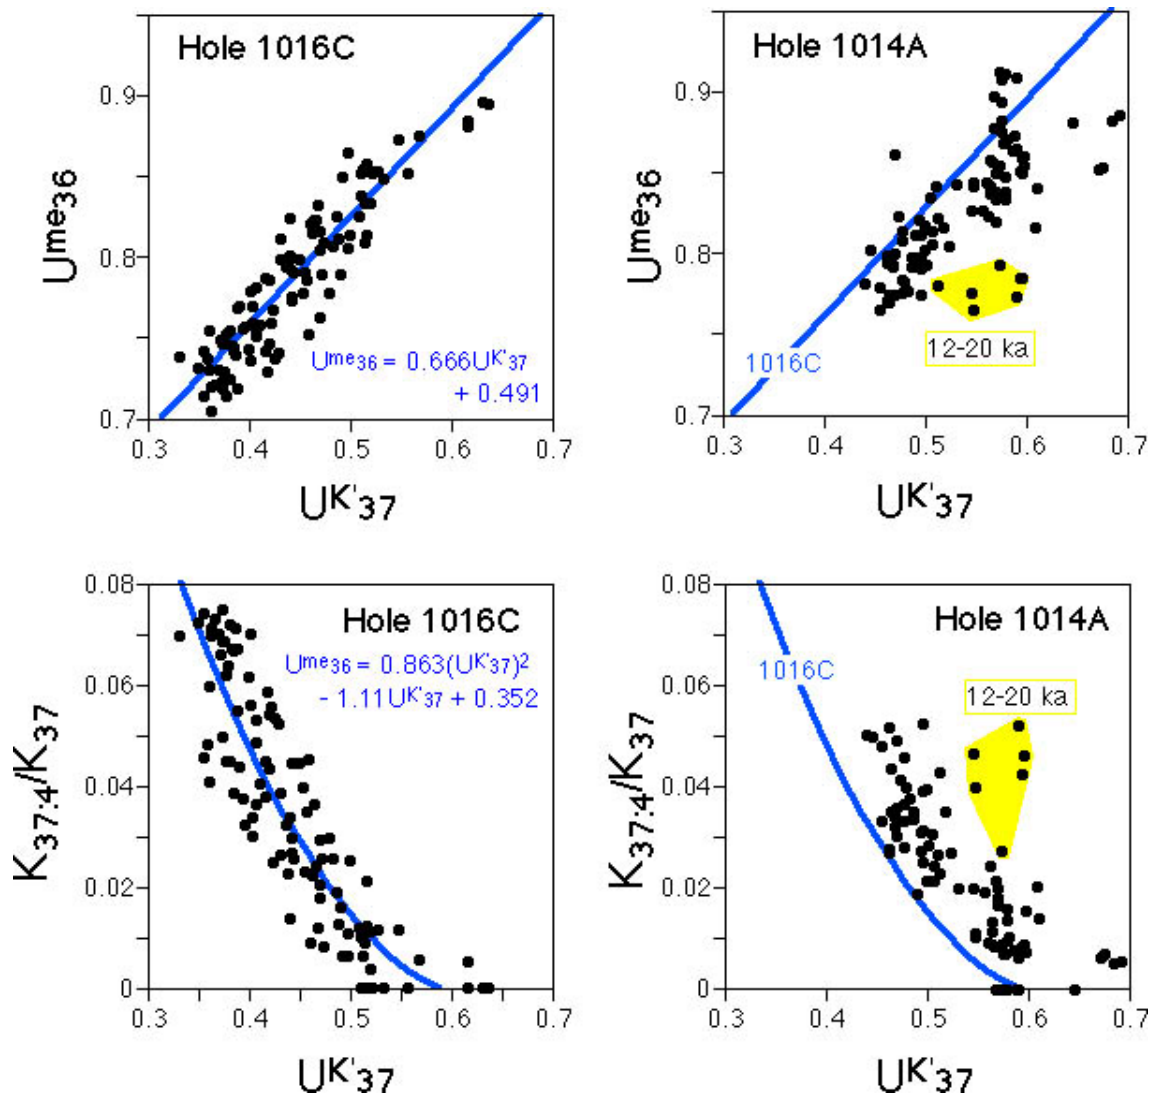 Hole 1016C
0.9
0.8
0.7
Ume36
Ume36 = 0.666UK'37
+ 0.491
0.3 0.4 0.5 0.6 0.7
UK'37
Hole 1014A
0.9
0.8
0.7
Ume36
12-20 ka
1016C
0.3 0.4 0.5 0.6 0.7
UK'37
0.08
0.06
0.04
0.02
0
K37:4/K37
Hole 1016C
Ume36 = 0.863(UK'37)2
- 1.11UK'37 + 0.352
0.3 0.4 0.5 0.6 0.7
UK'37
0.08
0.06
0.04
0.02
0
K37:4/K37
Hole 1014A
1016C
12-20 ka
0.3 0.4 0.5 0.6 0.7
UK'37